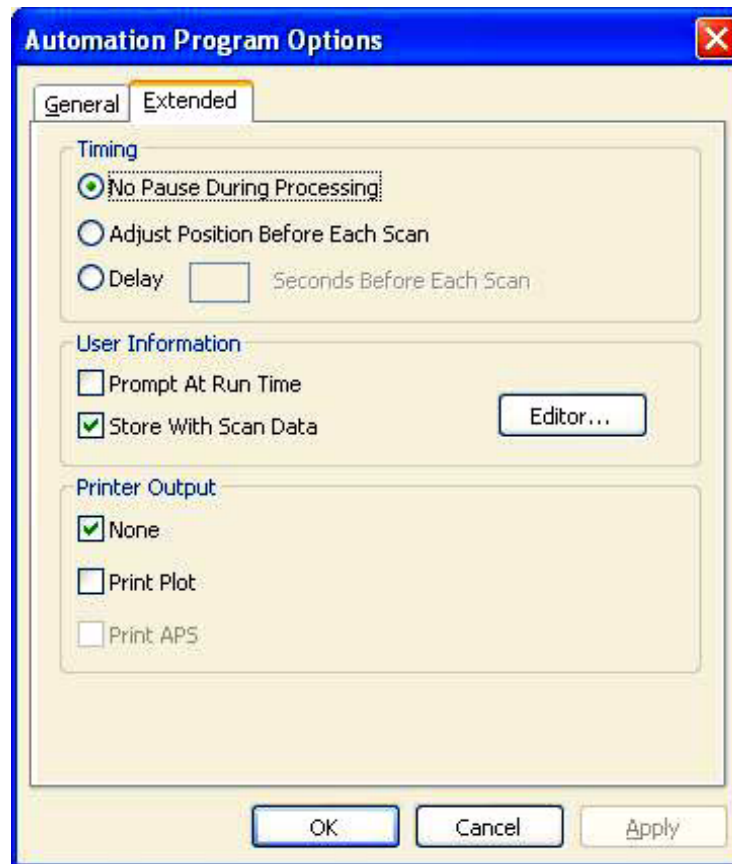 Automation Program Options
General Extended
Timing
No Pause During Processing
Adjust Position Before Each Scan
Delay Seconds Before Each Scan
User Information
Prompt At Run Time
Store With Scan Data
Editor...
Printer Output
None
Print Plot
Print APS
OK Cancel Apply